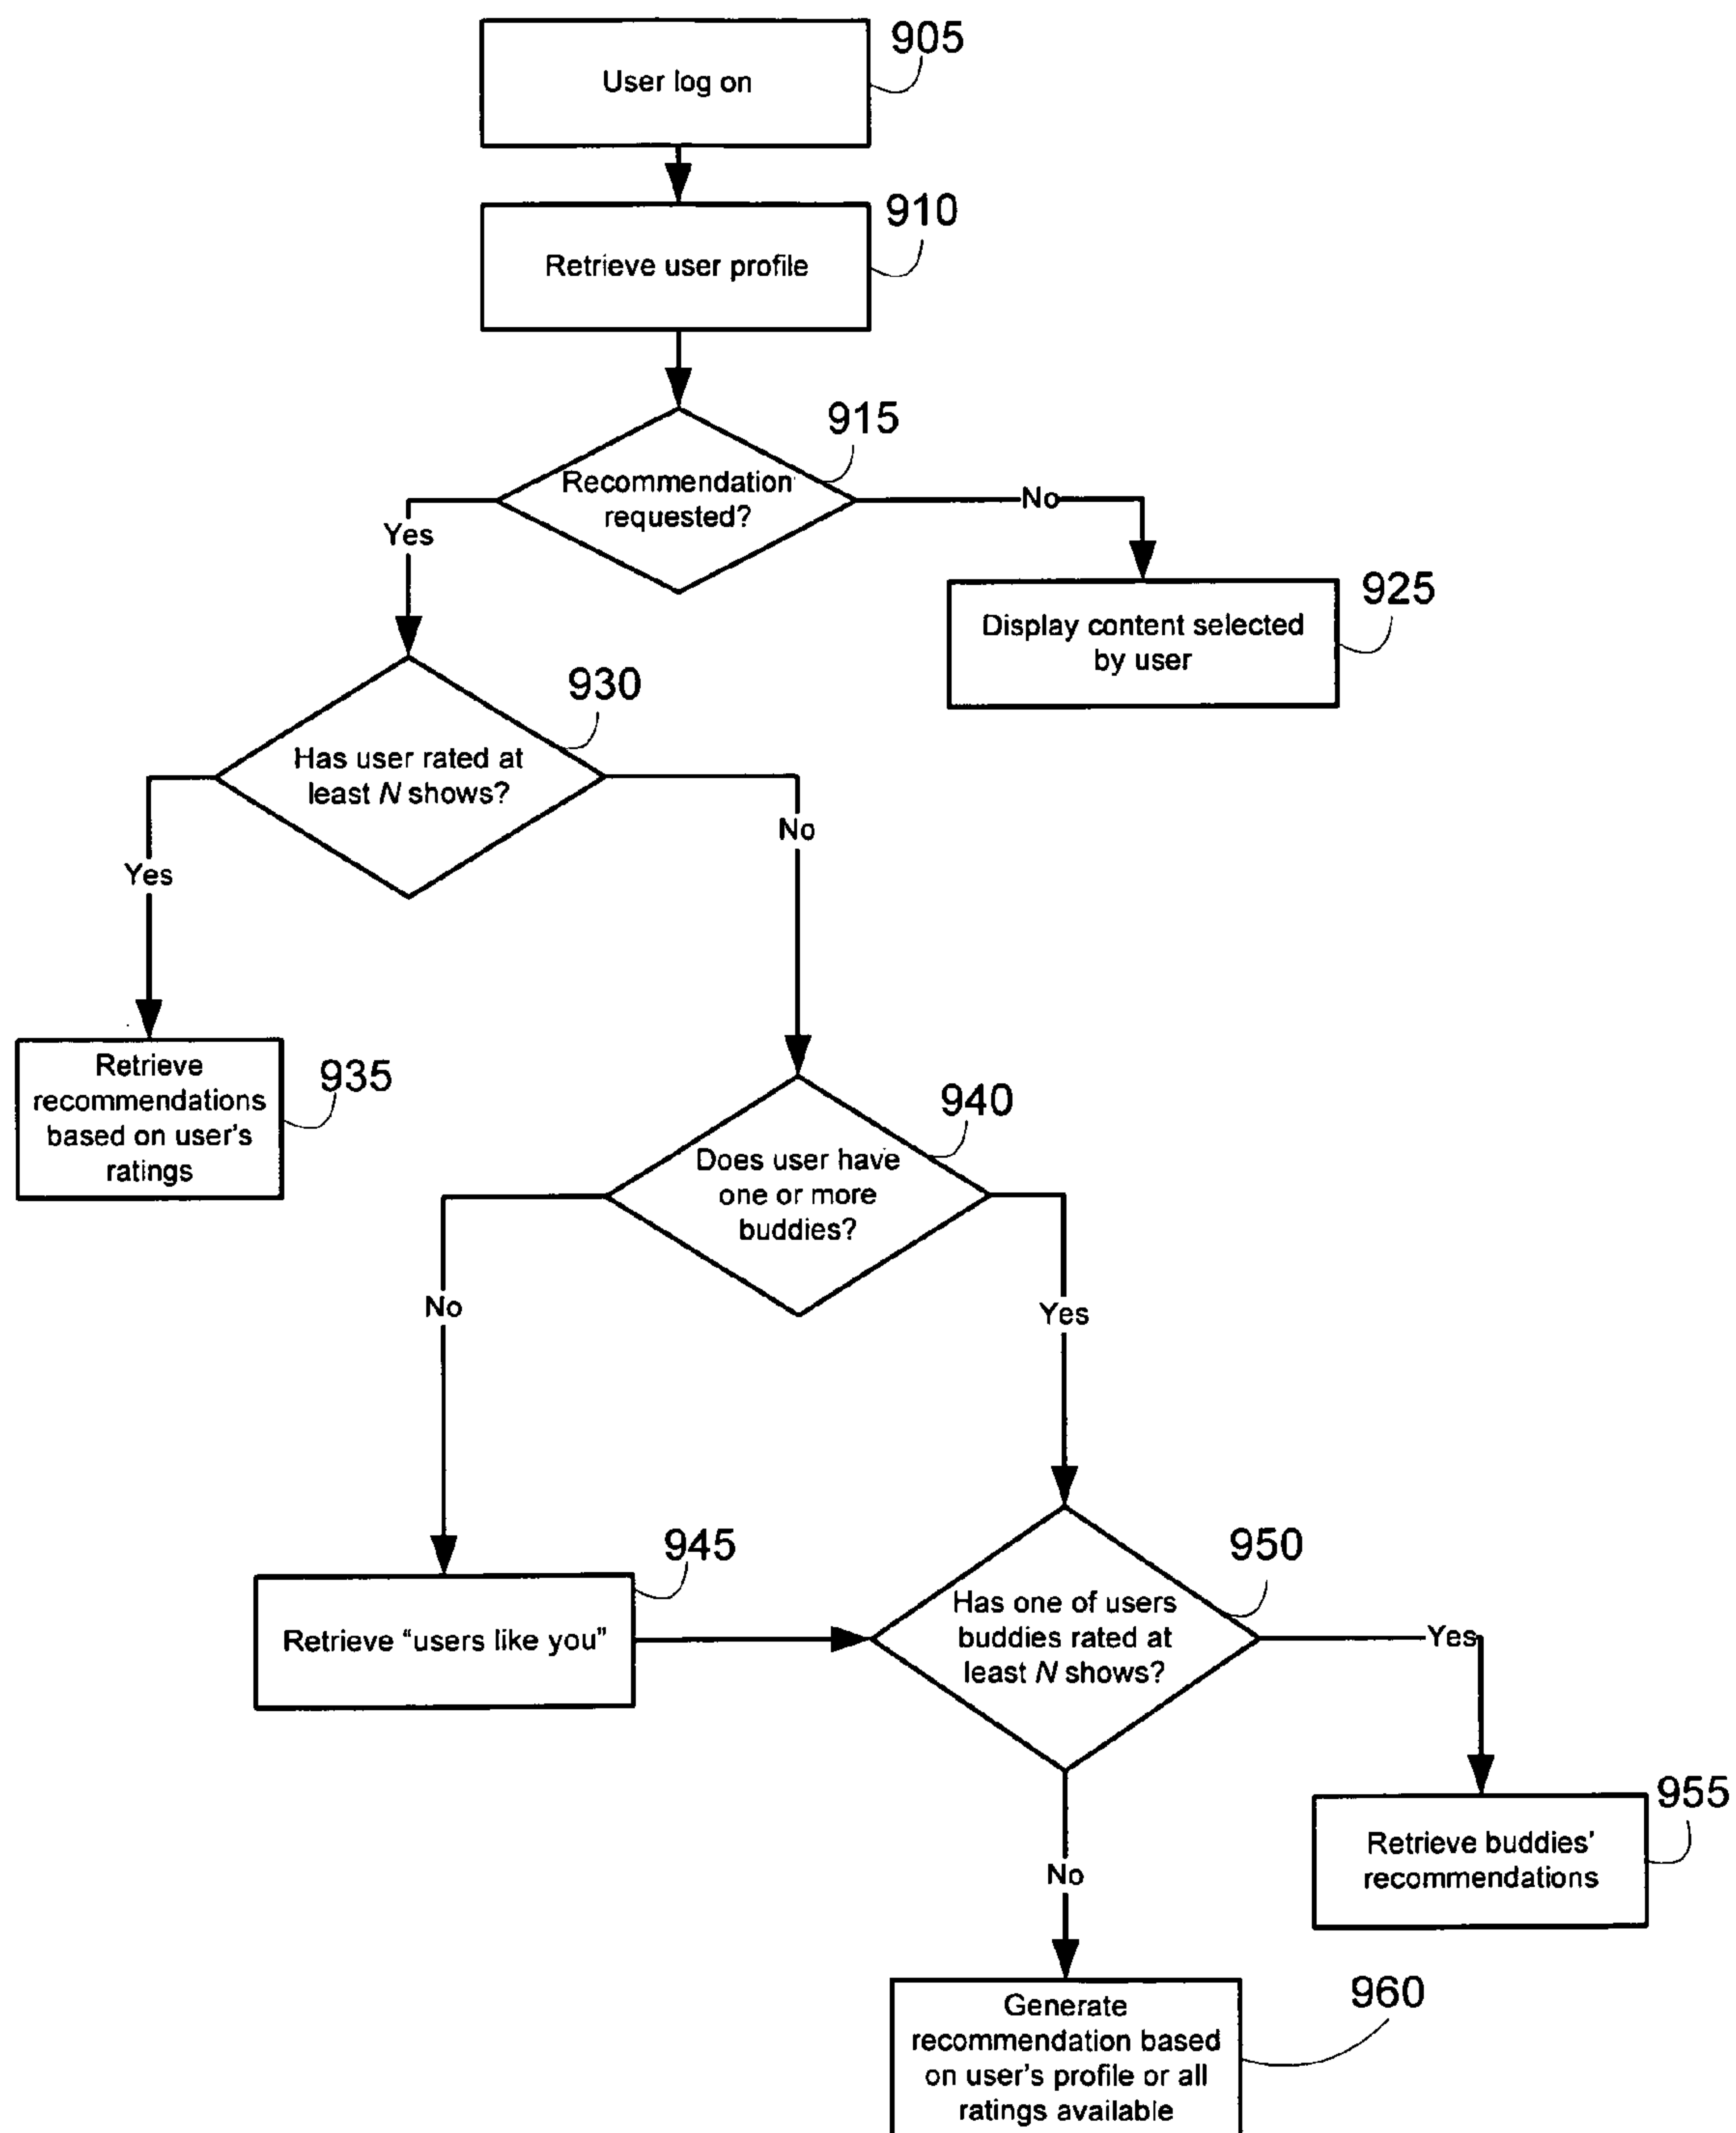 905
User log on
910
Retrieve user profile
915
Recommendation
requested?
No
Yes
925
Display content selected
by user
930
Has user rated at
least N shows?
No
Yes
Retrieve
recommendations
based on user's
ratings
935
940
Does user have
one or more
buddies?
No
Yes
945
Retrieve “users like you”
950
Has one of users
buddies rated at
least N shows?
Yes
No
955
Retrieve buddies'
recommendations
960
Generate
recommendation based
on user's profile or all
ratings available